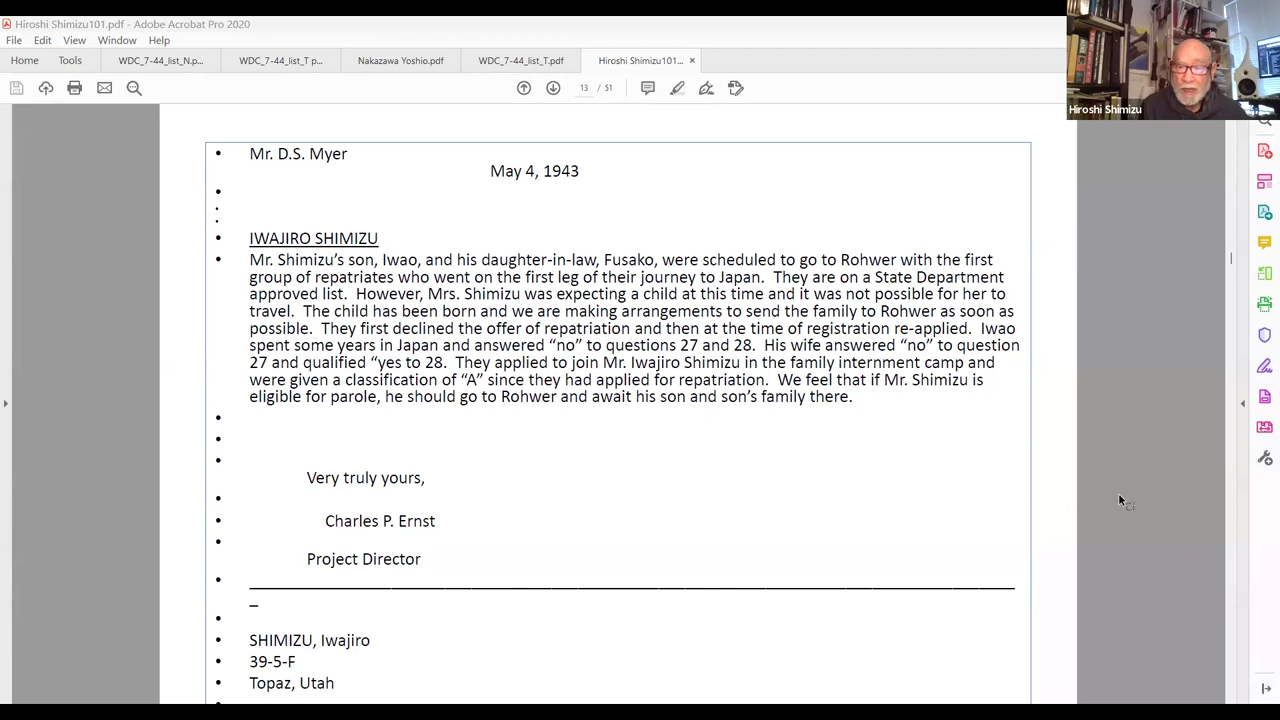 Hiroshi Shimizu101.pdf - Adobe Acrobat Pro 2020
File Edit View Window Help
Home Tools WDC_7-44_list_N.p... WDC_7-44_list_T p... Nakazawa Yoshio.pdf WDC_7-44_list_T.pdf Hiroshi Shimizu101... ×
13 / 51
Hiroshi Shimizu
Mr. D.S. Myer
May 4, 1943
IWAJIRO SHIMIZU
Mr. Shimizu's son, Iwao, and his daughter-in-law, Fusako, were scheduled to go to Rohwer with the first
group of repatriates who went on the first leg of their journey to Japan. They are on a State Department
approved list. However, Mrs. Shimizu was expecting a child at this time and it was not possible for her to
travel. The child has been born and we are making arrangements to send the family to Rohwer as soon as
possible. They first declined the offer of repatriation and then at the time of registration re-applied. Iwao
spent some years in Japan and answered "no" to questions 27 and 28. His wife answered "no" to question
27 and qualified "yes to 28. They applied to join Mr. Iwajiro Shimizu in the family internment camp and
were given a classification of "A" since they had applied for repatriation. We feel that if Mr. Shimizu is
eligible for parole, he should go to Rohwer and await his son and son's family there.
Very truly yours,
Charles P. Ernst
Project Director
SHIMIZU, Iwajiro
39-5-F
Topaz, Utah